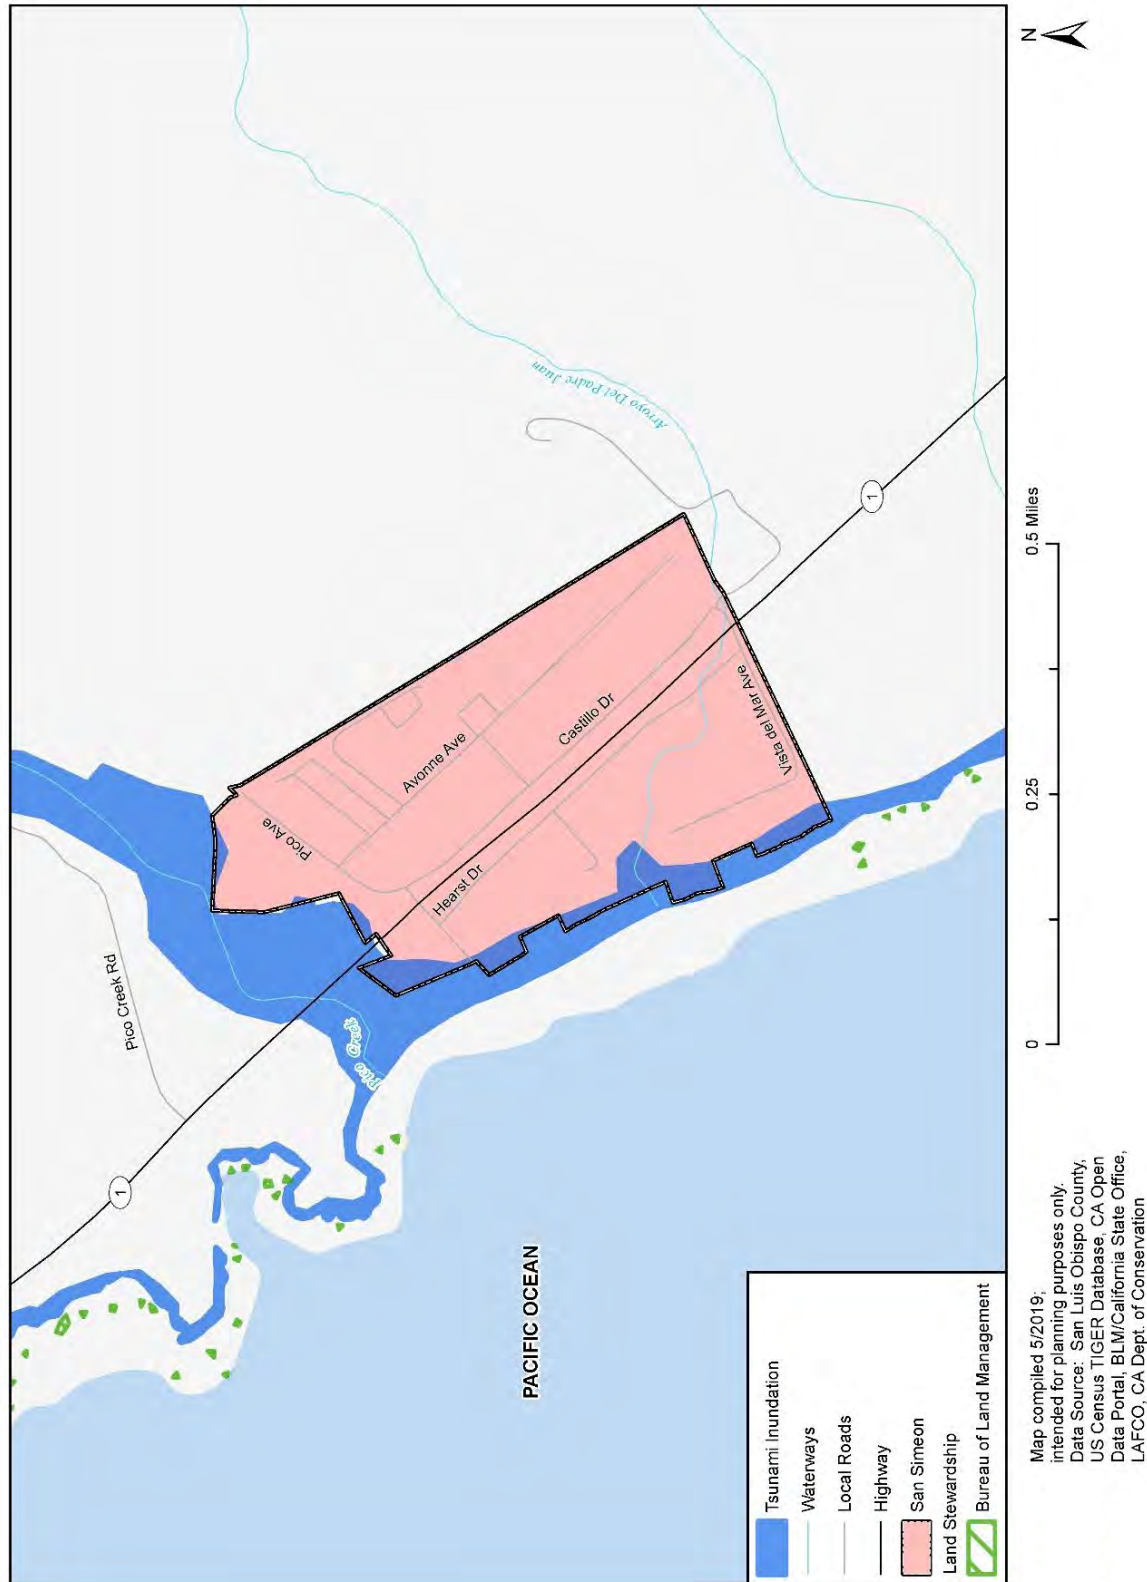 N
Pico Creek Rd
1
Pico Creek
Pico Ave
Avonne Ave
Hearst Dr
Castillo Dr
Vista del Mar Ave
Arroyo Del Padre Juan
1
PACIFIC OCEAN
Tsunami Inundation
Waterways
Local Roads
Highway
San Simeon
Land Stewardship
Bureau of Land Management
0
0.25
0.5 Miles
Map compiled 5/2019;
intended for planning purposes only.
Data Source: San Luis Obispo County,
US Census TIGER Database, CA Open
Data Portal, BLM/California State Office,
LAFCO, CA Dept. of Conservation